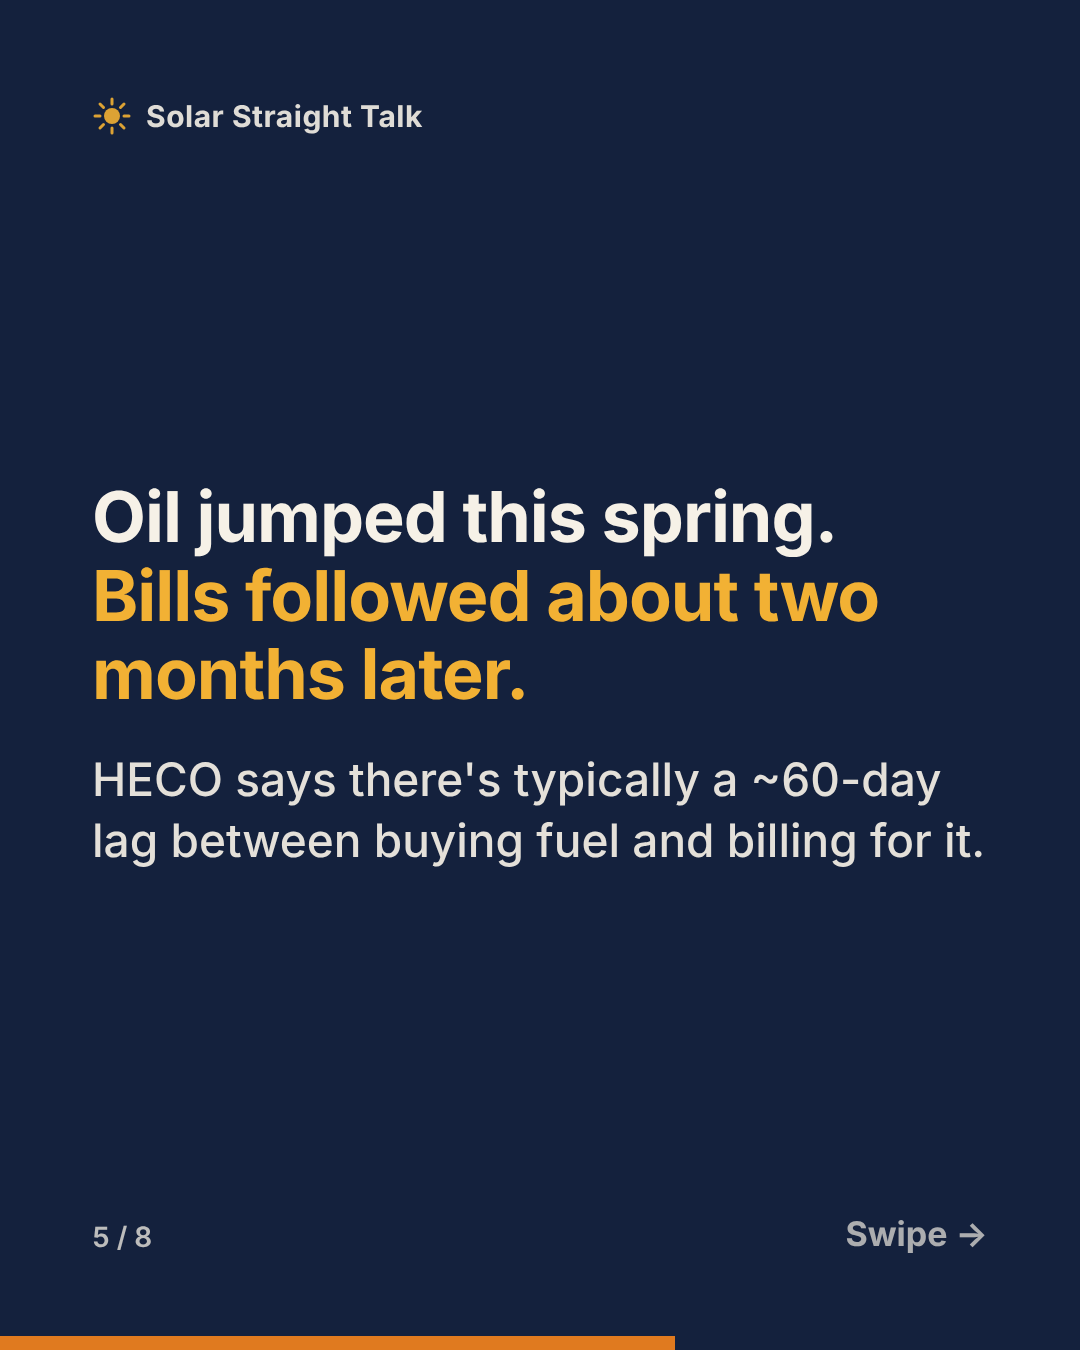 Solar Straight Talk
Oil jumped this spring.
Bills followed about two
months later.
HECO says there's typically a ~60-day
lag between buying fuel and billing for it.
5 / 8
Swipe →